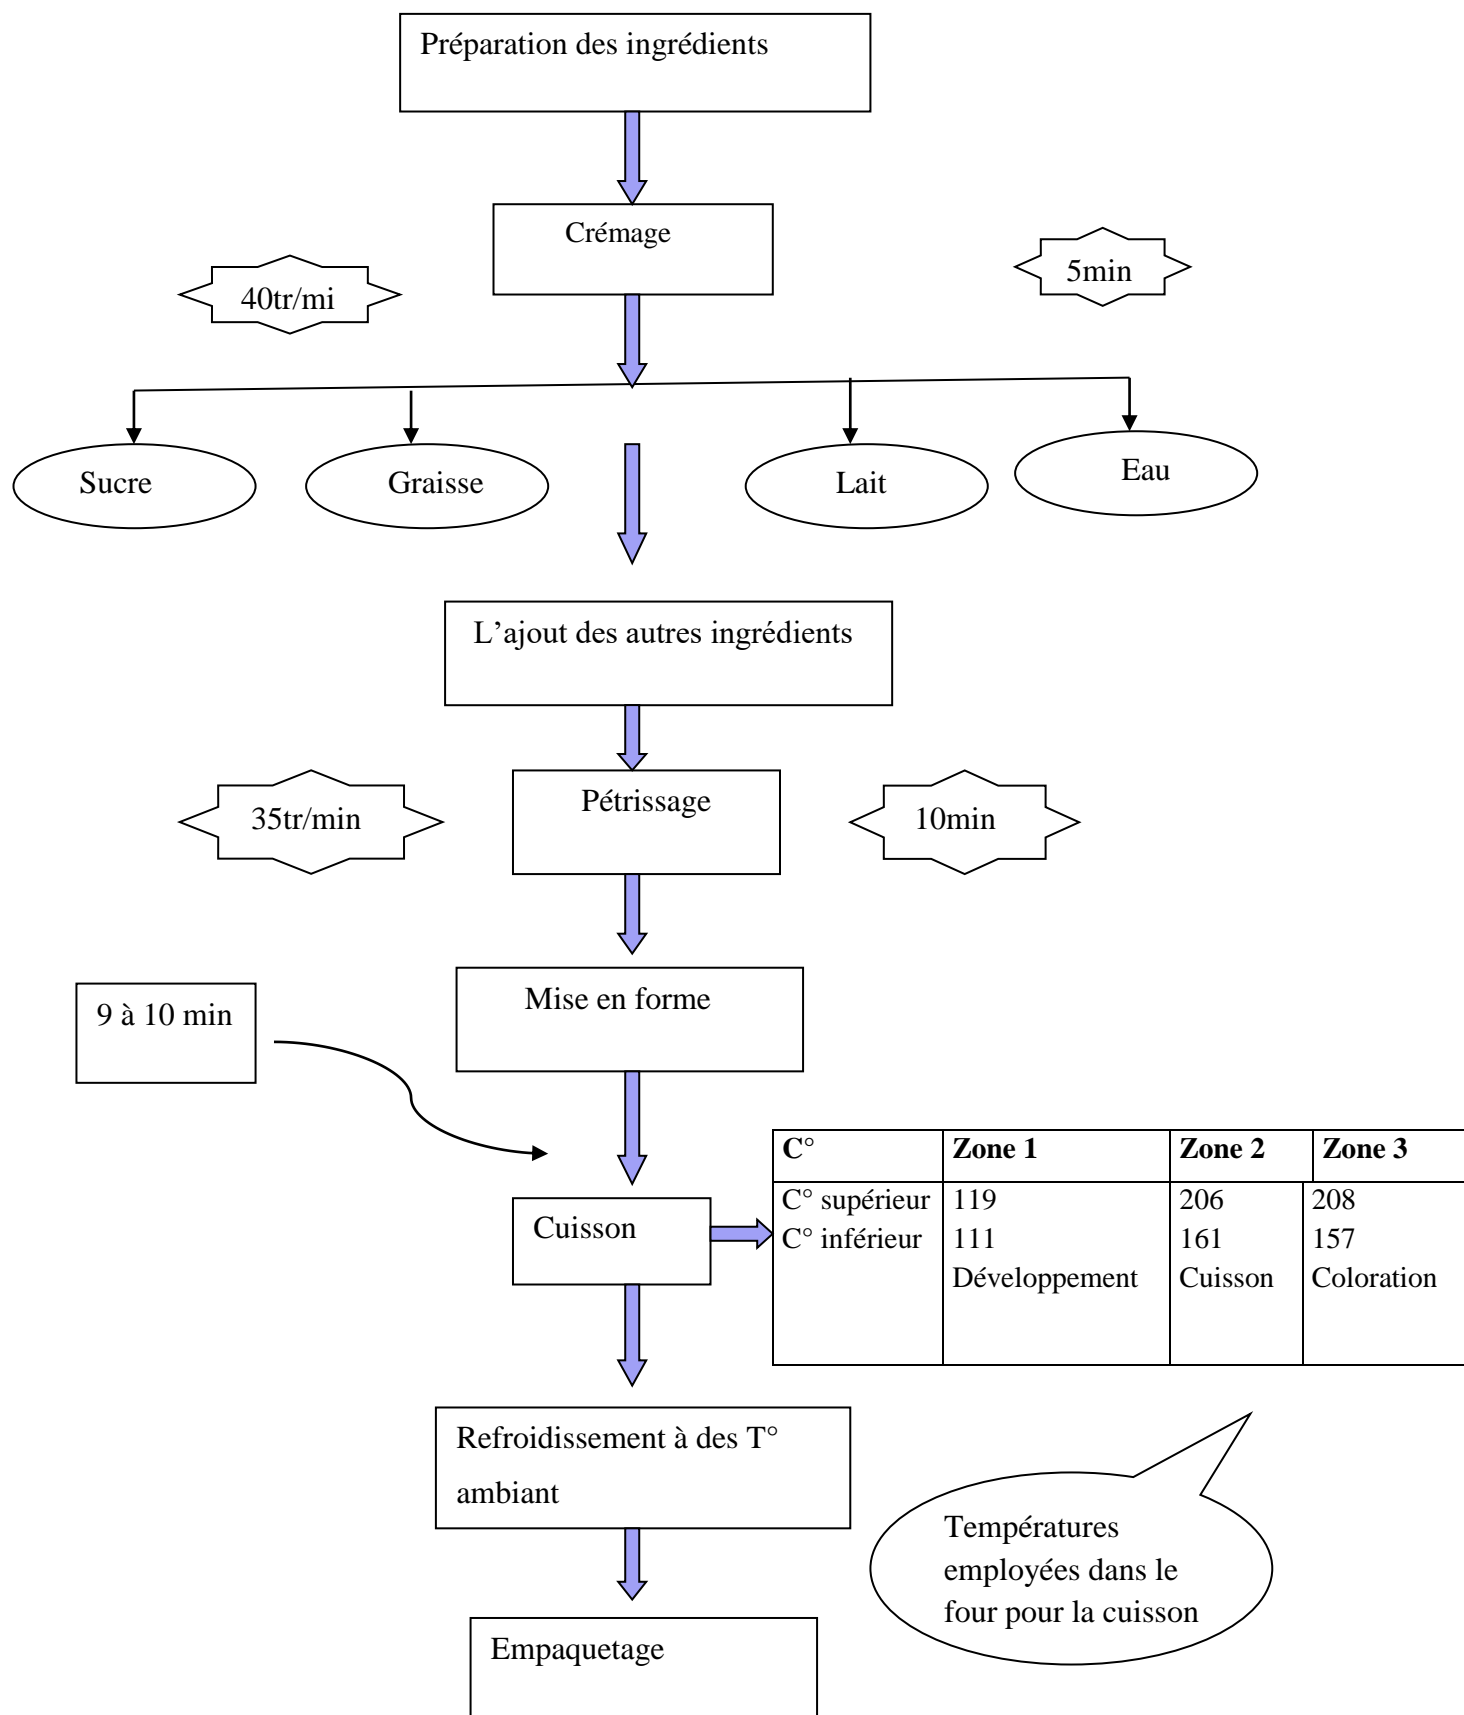 Préparation des ingrédients
Crémage
40tr/mi
5min
Sucre
Graisse
Lait
Eau
L’ajout des autres ingrédients
35tr/min
Pétrissage
10min
Mise en forme
9 à 10 min
C° Zone 1 Zone 2 Zone 3
C° supérieur 119 206 208
C° inférieur 111 161 157
Développement Cuisson Coloration
Cuisson
Refroidissement à des T°
ambiant
Températures
employées dans le
four pour la cuisson
Empaquetage